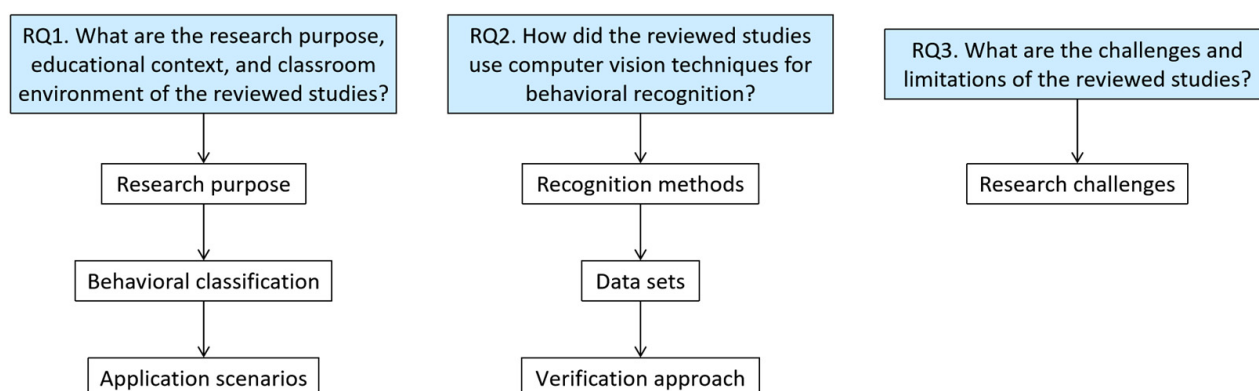 RQ1. What are the research purpose,
educational context, and classroom
environment of the reviewed studies?
Research purpose
Behavioral classification
Application scenarios
RQ2. How did the reviewed studies
use computer vision techniques for
behavioral recognition?
Recognition methods
Data sets
Verification approach
RQ3. What are the challenges and
limitations of the reviewed studies?
Research challenges